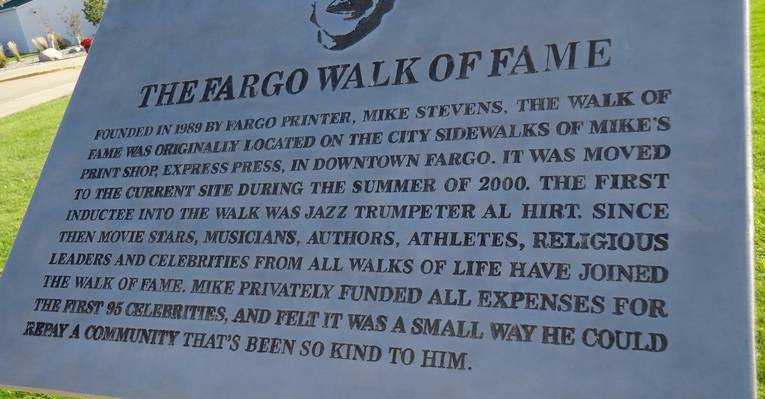 THE FARGO WALK OF FAME
FOUNDED IN 1989 BY FARGO PRINTER, MIKE STEVENS, THE WALK OF
FAME WAS ORIGINALLY LOCATED ON THE CITY SIDEWALKS OF MIKE'S
PRINT SHOP, EXPRESS PRESS, IN DOWNTOWN FARGO. IT WAS MOVED
TO THE CURRENT SITE DURING THE SUMMER OF 2000. THE FIRST
INDUCTEE INTO THE WALK WAS JAZZ TRUMPETER AL HIRT. SINCE
THEN MOVIE STARS, MUSICIANS, AUTHORS, ATHLETES, RELIGIOUS
LEADERS AND CELEBRITIES FROM ALL WALKS OF LIFE HAVE JOINED
THE WALK OF FAME. MIKE PRIVATELY FUNDED ALL EXPENSES FOR
THE FIRST 95 CELEBRITIES, AND FELT IT WAS A SMALL WAY HE COULD
REPAY A COMMUNITY THAT'S BEEN SO KIND TO HIM.